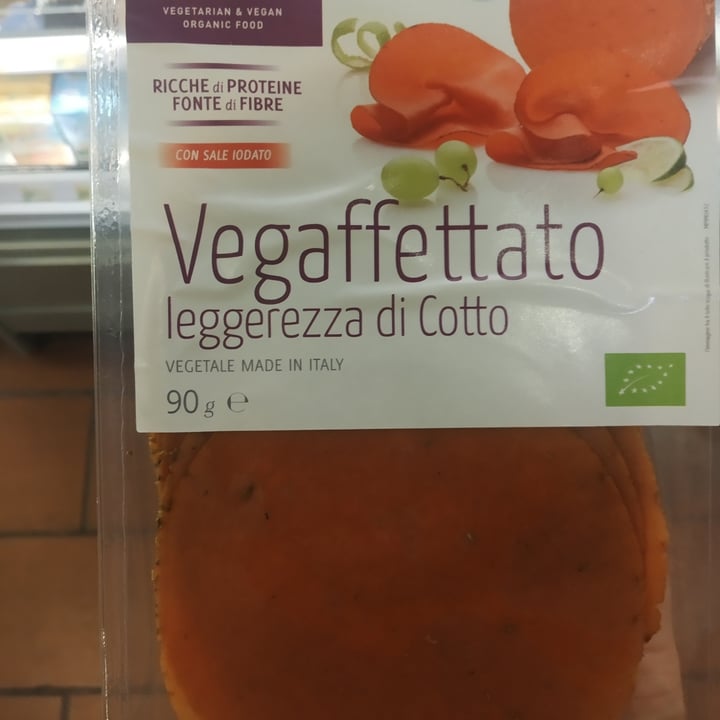 VEGETARIAN & VEGAN
ORGANIC FOOD
RICCHE di PROTEINE
FONTE di FIBRE
CON SALE IODATO
Vegaffettato
leggerezza di Cotto
VEGETALE MADE IN ITALY
90 g ℮